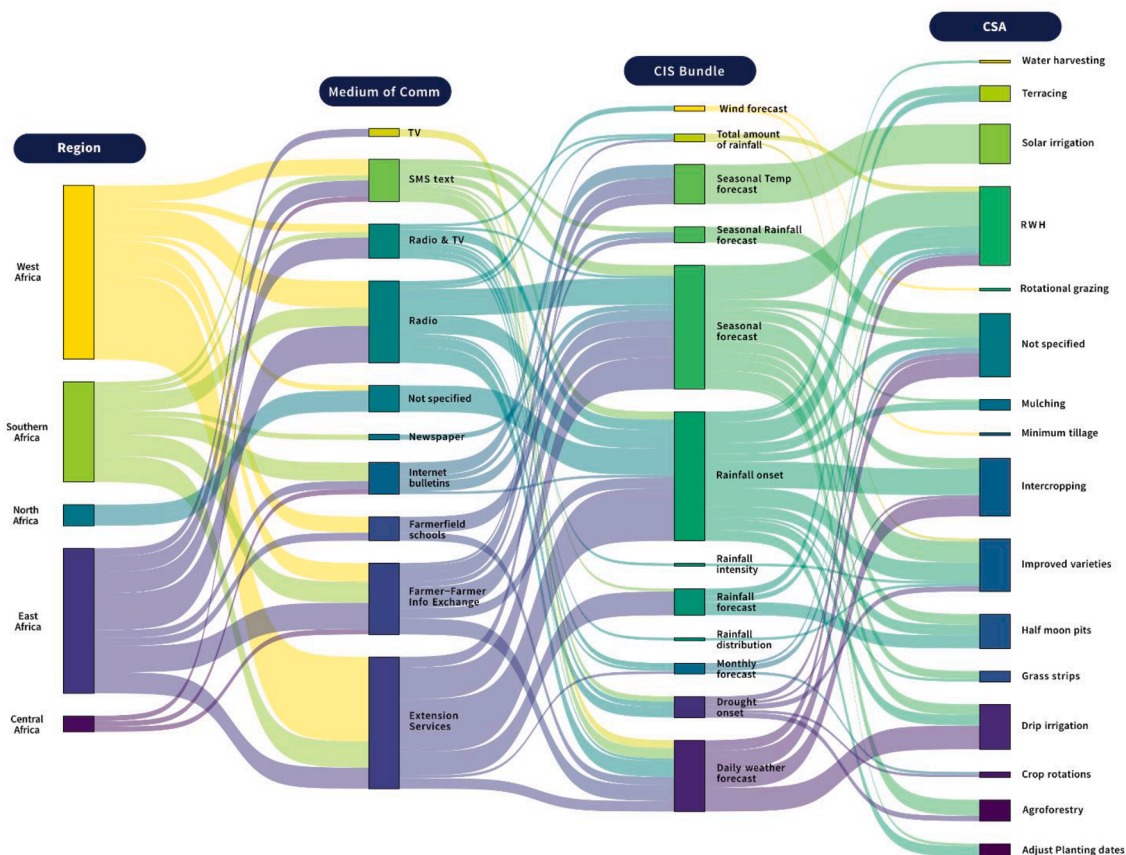 CSA
CIS Bundle
Medium of Comm
Region
West
Africa
Southern
Africa
North
Africa
East
Africa
Central
Africa
TV
SMS text
Radio & TV
Radio
Not specified
Newspaper
Internet
bulletins
Farmerfield
schools
Farmer–Farmer
Info Exchange
Extension
Services
Wind forecast
Total amount
of rainfall
Seasonal Temp
forecast
Seasonal Rainfall
forecast
Seasonal
forecast
Rainfall onset
Rainfall
intensity
Rainfall
forecast
Rainfall
distribution
Monthly
forecast
Drought
onset
Daily weather
forecast
Water harvesting
Terracing
Solar irrigation
RWH
Rotational grazing
Not specified
Mulching
Minimum tillage
Intercropping
Improved varieties
Half moon pits
Grass strips
Drip irrigation
Crop rotations
Agroforestry
Adjust Planting dates